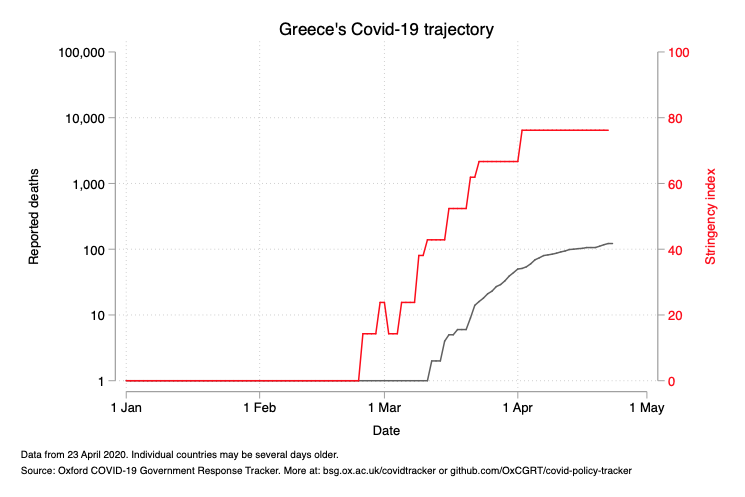 Greece's Covid-19 trajectory
100,000
10,000
1,000
100
10
1
Reported deaths
100
80
60
40
20
0
Stringency index
1 Jan 1 Feb 1 Mar 1 Apr 1 May
Date
Data from 23 April 2020. Individual countries may be several days older.
Source: Oxford COVID-19 Government Response Tracker. More at: bsg.ox.ac.uk/covidtracker or github.com/OxCGRT/covid-policy-tracker